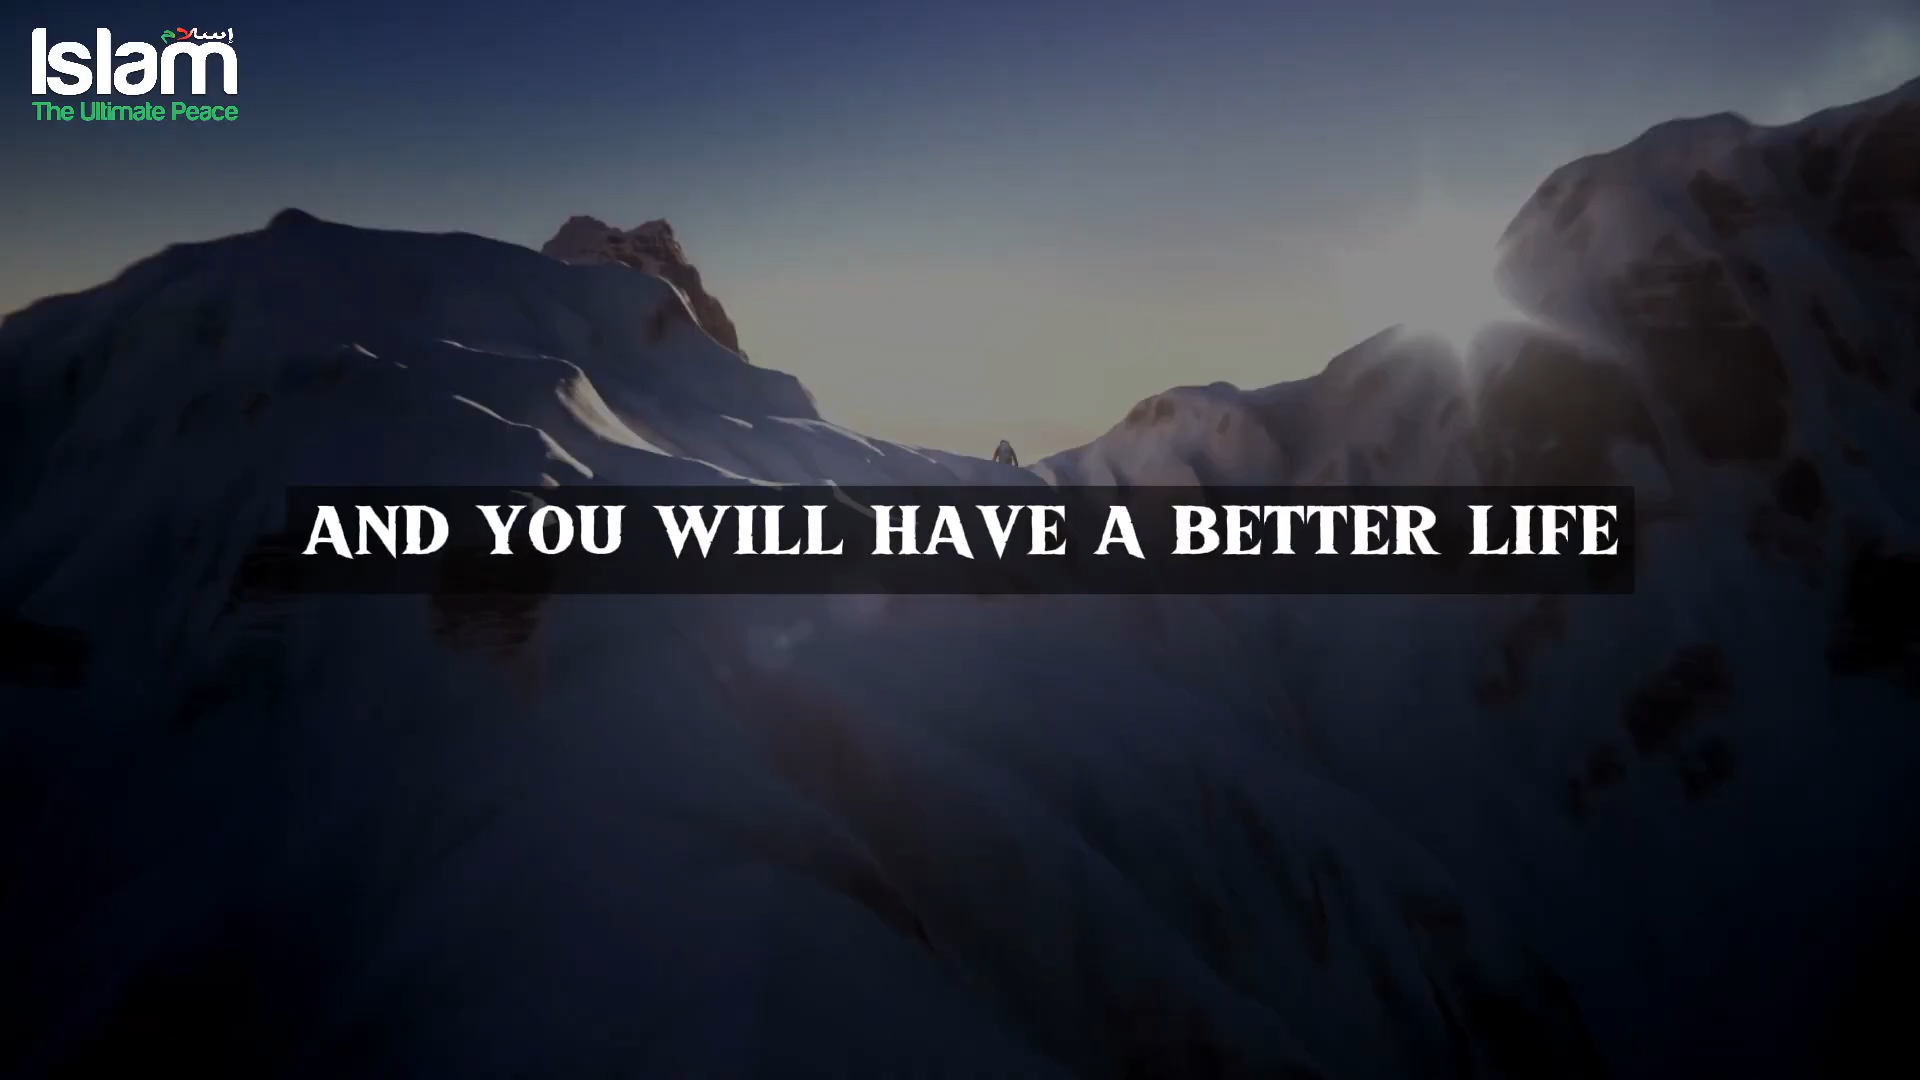 إسلام
Islam
The Ultimate Peace
AND YOU WILL HAVE A BETTER LIFE